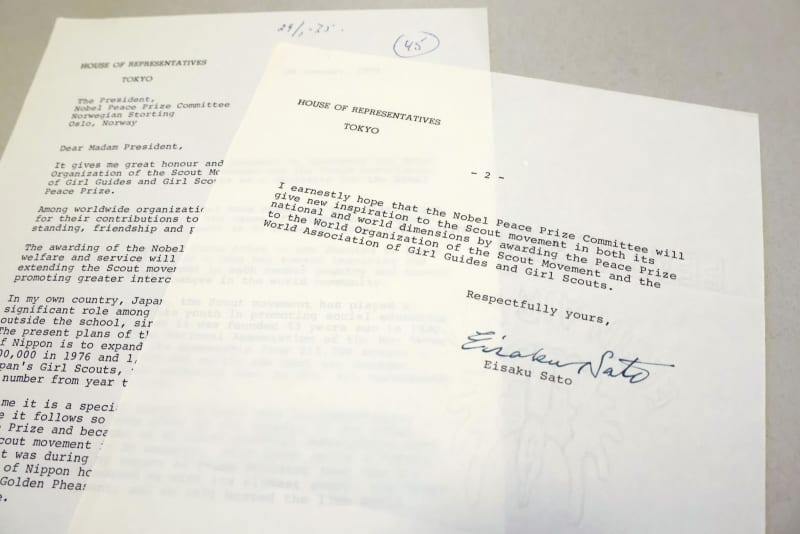 29/1-75.
45
HOUSE OF REPRESENTATIVES
TOKYO
The President,
Nobel Peace Prize Committee
Norwegian Storting
Oslo, Norway
Dear Madam President,
It gives me great honour and
Organization of the Scout Mo
of Girl Guides and Girl Scou
Peace Prize.
Among worldwide organizati
for their contributions to
standing, friendship and p
The awarding of the Nobel
welfare and service will
extending the Scout movem
promoting greater interc
In my own country, Japa
significant role among
outside the school, sin
The present plans of th
of Nippon is to expand
00,000 in 1976 and 1,
pan's Girl Scouts,
number from year t
me it is a speci
e it follows so
Prize and beca
cout movement
t was during
of Nippon ho
Golden Pheas
e.
HOUSE OF REPRESENTATIVES
TOKYO
- 2 -
I earnestly hope that the Nobel Peace Prize Committee will
give new inspiration to the Scout movement in both its
national and world dimensions by awarding the Peace Prize
to the World Organization of the Scout Movement and the
World Association of Girl Guides and Girl Scouts.
Respectfully yours,
Eisaku Sato
Eisaku Sato